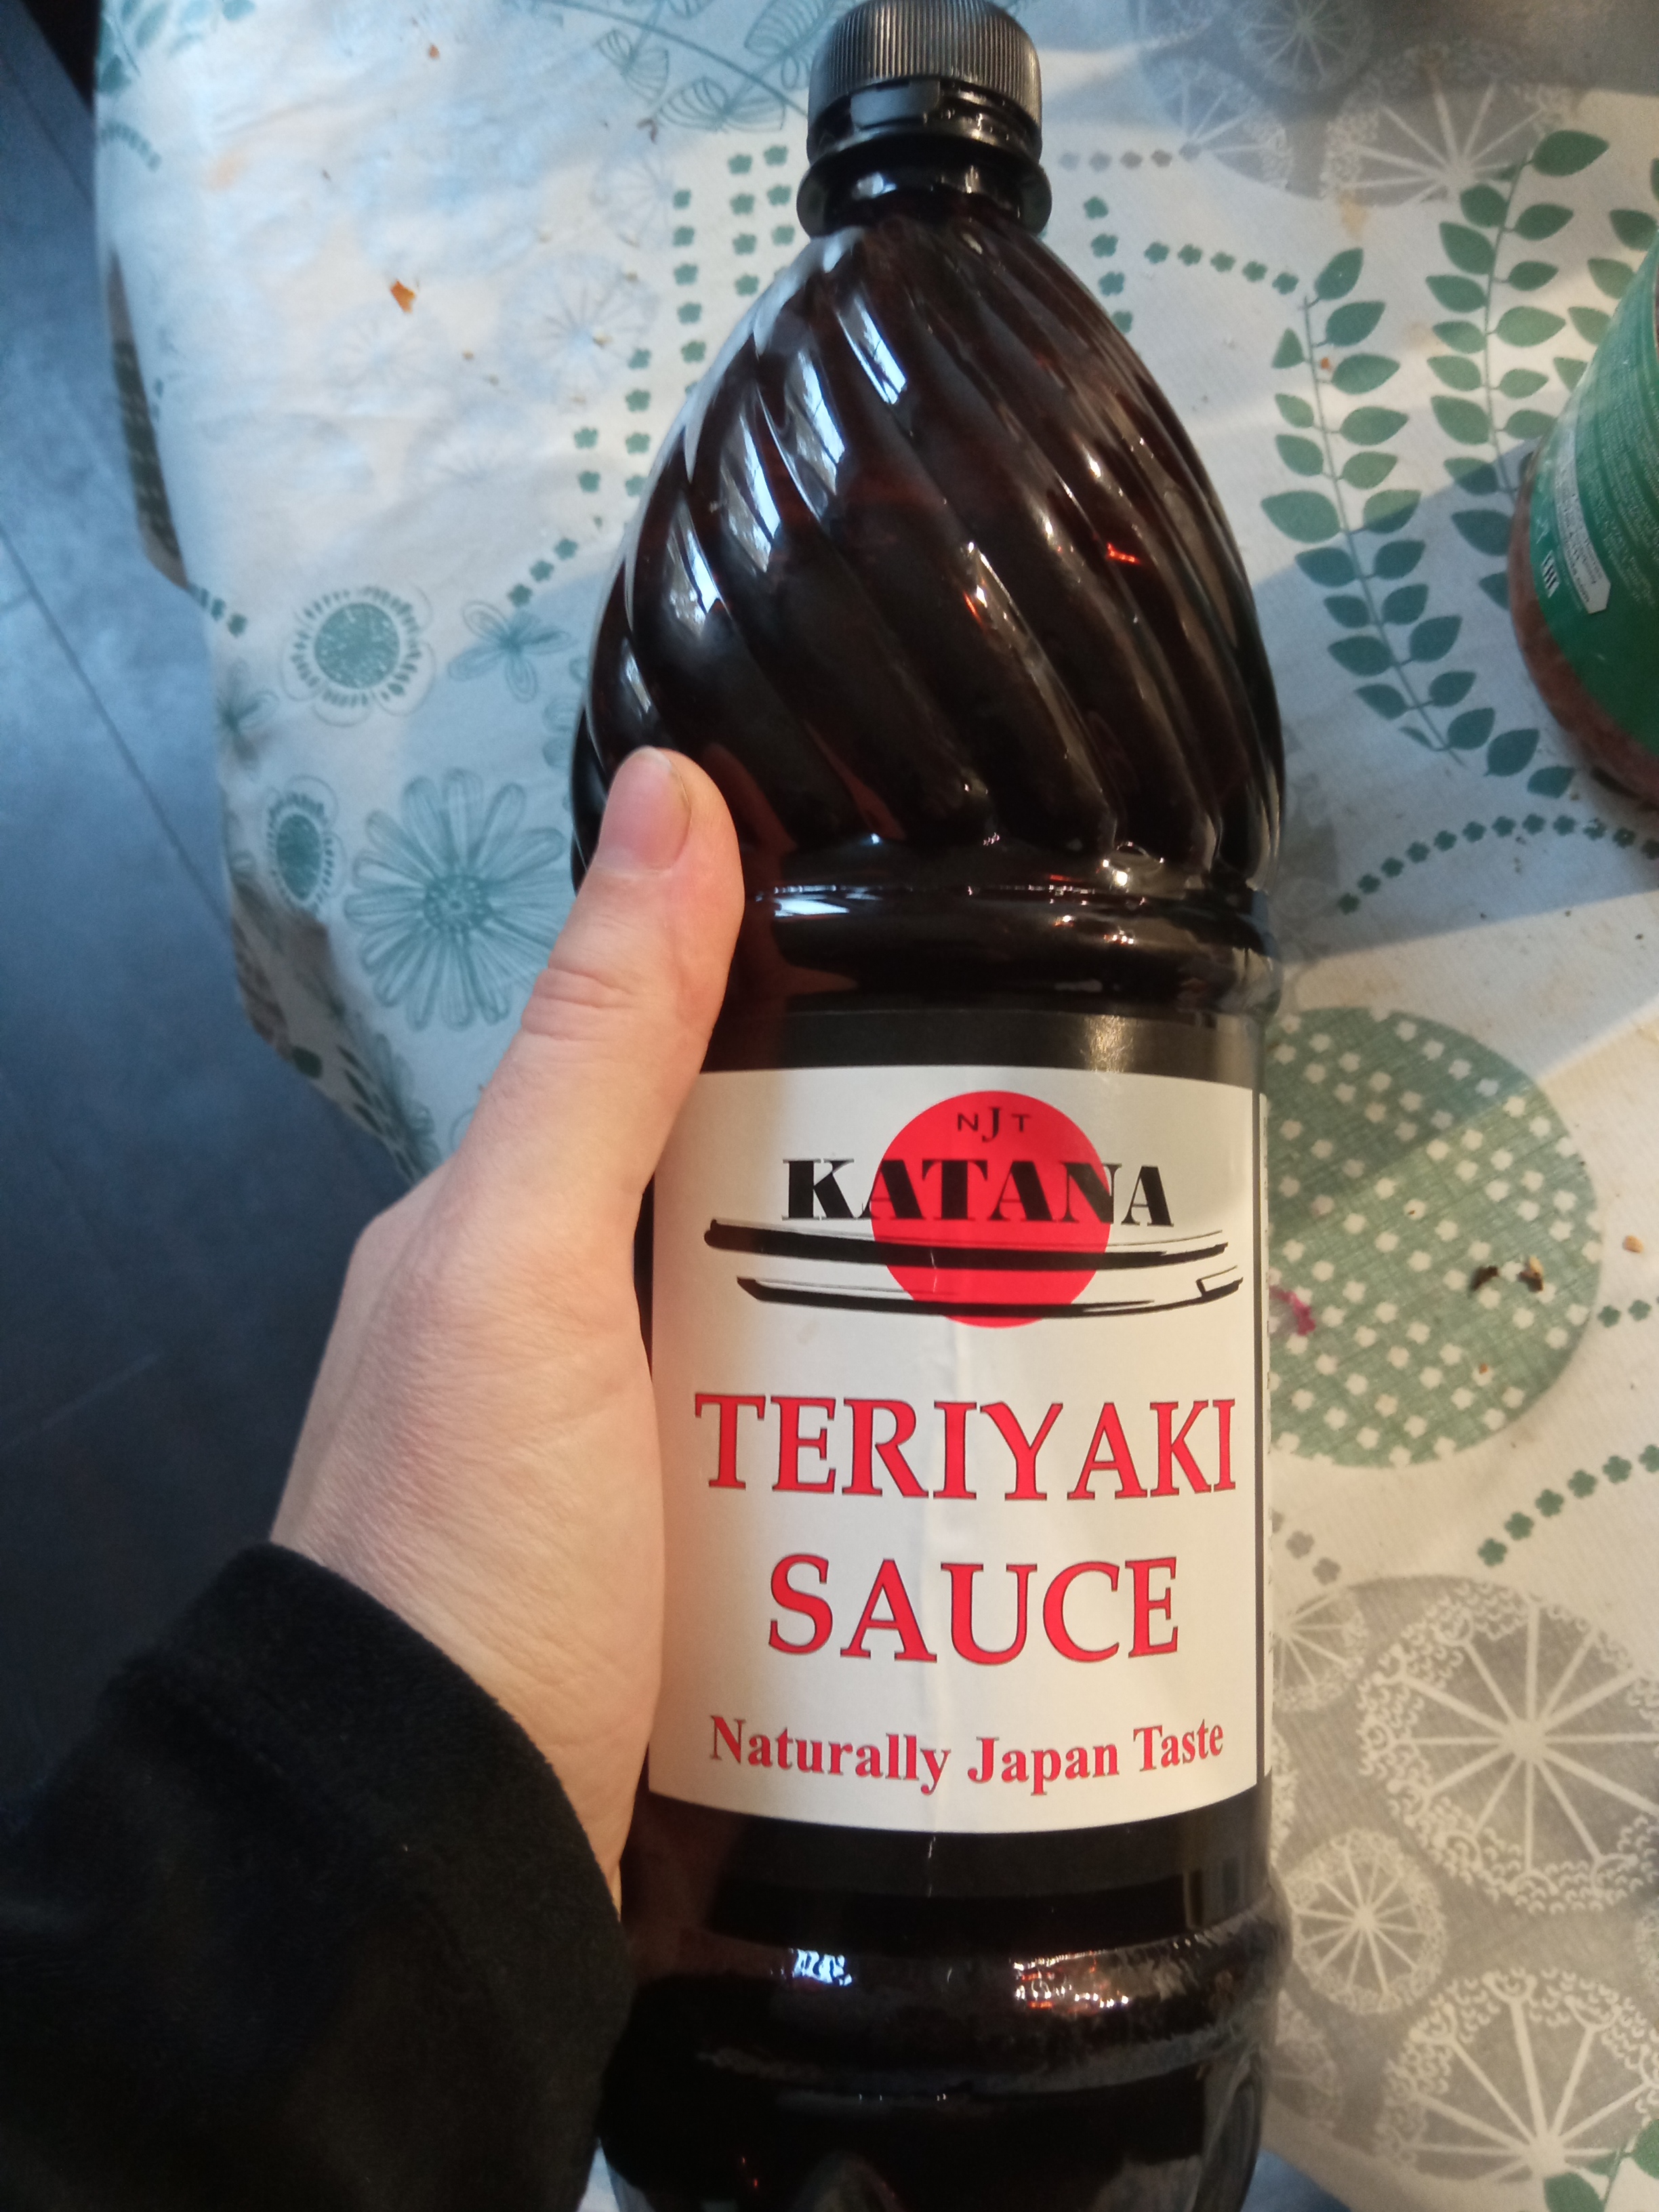 NJT
KATANA
TERIYAKI
SAUCE
Naturally Japan Taste